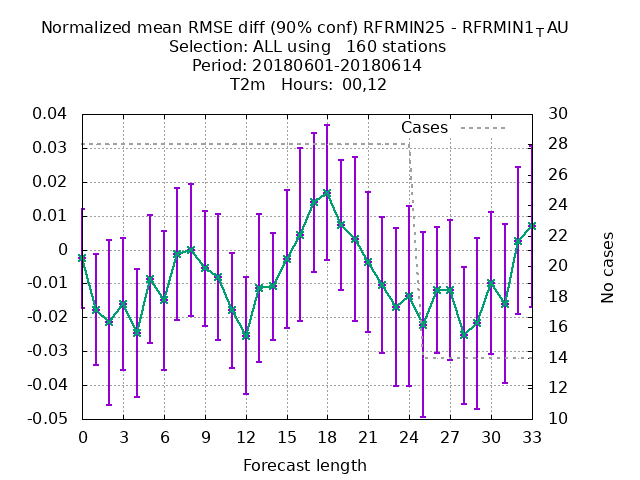 Normalized mean RMSE diff (90% conf) RFRMIN25 - RFRMIN1_TAU
Selection: ALL using   160 stations
Period: 20180601-20180614
T2m   Hours: 00,12
0.04
0.03
0.02
0.01
0
-0.01
-0.02
-0.03
-0.04
-0.05
Cases
30
28
26
24
22
20
18
16
14
12
10
No cases
0 3 6 9 12 15 18 21 24 27 30 33
Forecast length